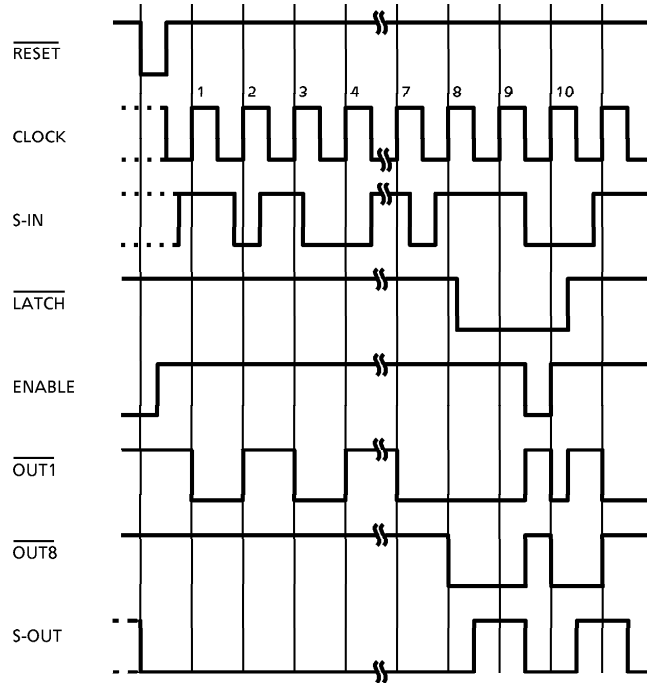 RESET
1 2 3 4 7 8 9 10
CLOCK
S-IN
LATCH
ENABLE
OUT1
OUT8
S-OUT